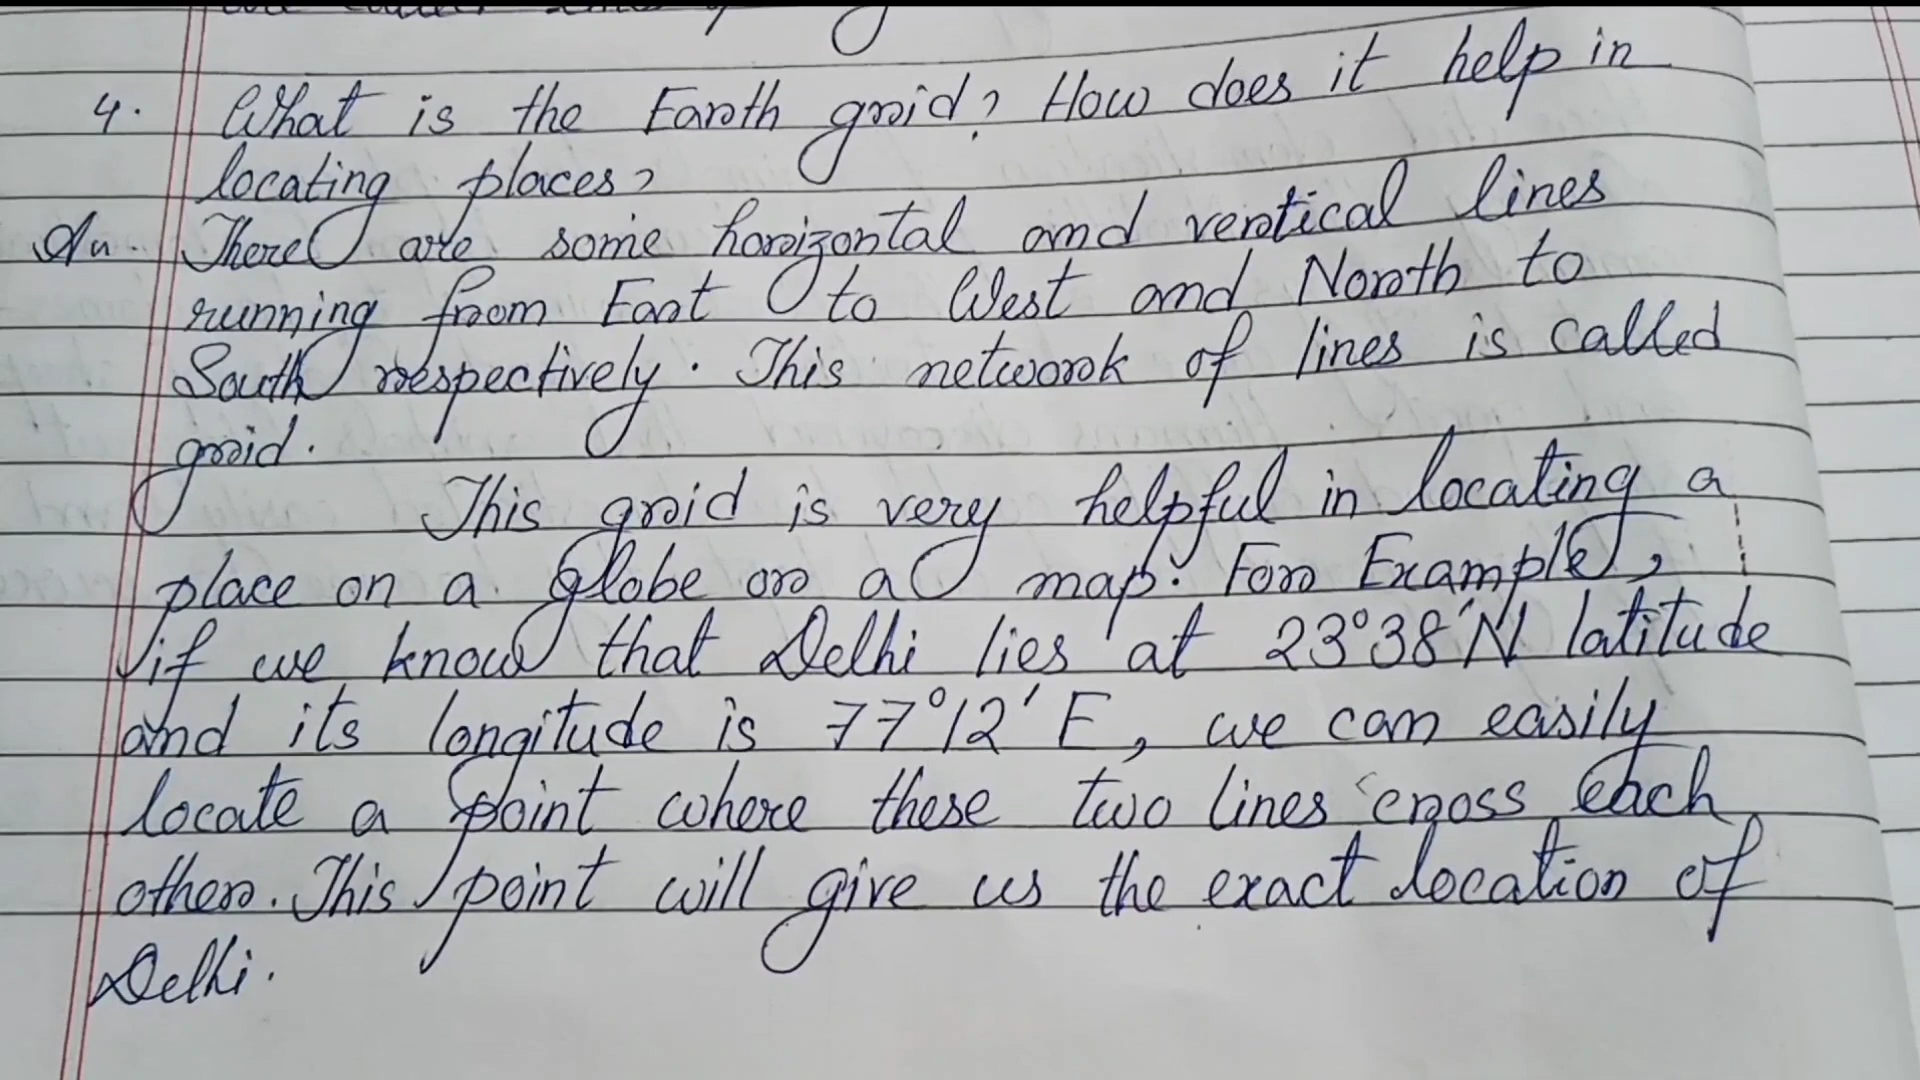 4. What is the Earth grid? How does it help in
locating places?
An. There are some horizontal and vertical lines
running from East to West and North to
South respectively. This network of lines is called
grid.
This grid is very helpful in locating a
place on a globe or a map. For Example,
if we know that Delhi lies at 23°38'N latitude
and its longitude is 77°12'E, we can easily
locate a point where these two lines cross each
other. This point will give us the exact location of
Delhi.